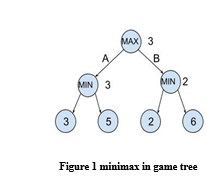 MAX 3
A B
MIN 3 MIN 2
3 5 2 6
Figure 1 minimax in game tree